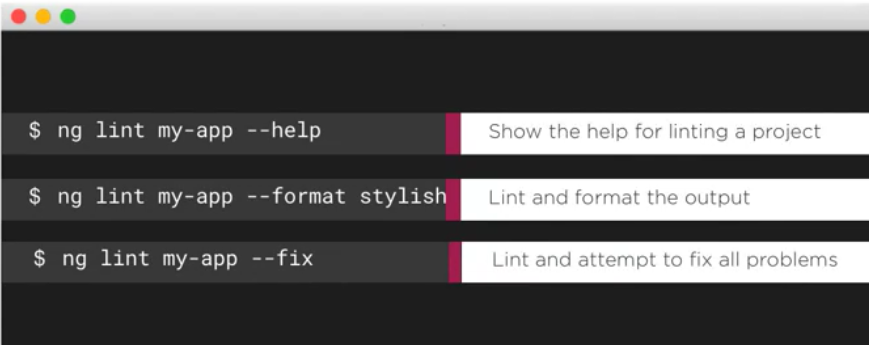 $ ng lint my-app --help
Show the help for linting a project
$ ng lint my-app --format stylish
Lint and format the output
$ ng lint my-app --fix
Lint and attempt to fix all problems